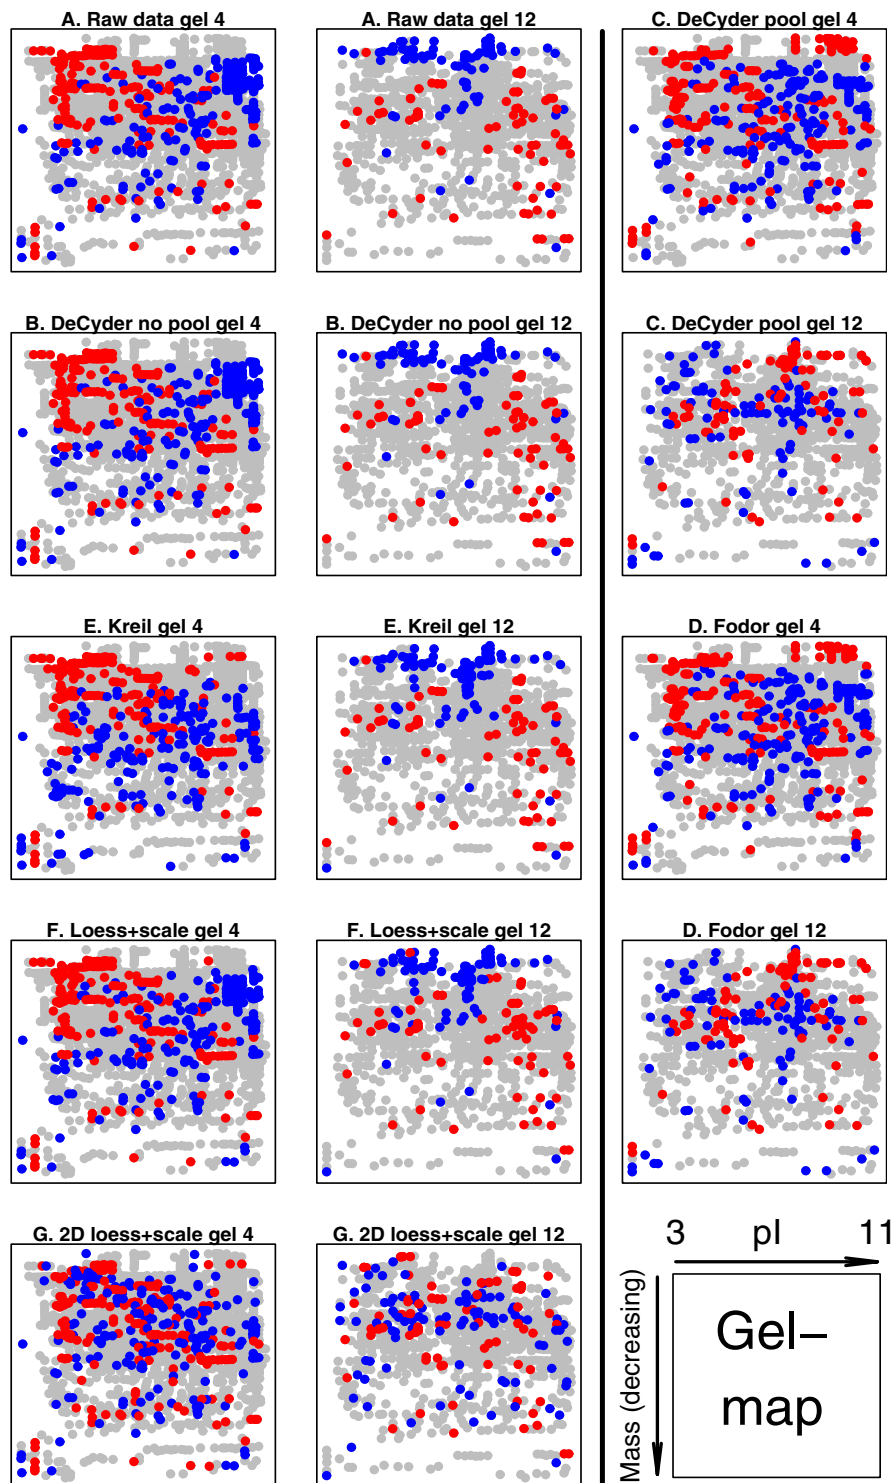 A. Raw data gel 4
A. Raw data gel 12
C. DeCyder pool gel 4
B. DeCyder no pool gel 4
B. DeCyder no pool gel 12
C. DeCyder pool gel 12
E. Kreil gel 4
E. Kreil gel 12
D. Fodor gel 4
F. Loess+scale gel 4
F. Loess+scale gel 12
D. Fodor gel 12
G. 2D loess+scale gel 4
G. 2D loess+scale gel 12
3 pI 11
Mass (decreasing)
Gel–
map